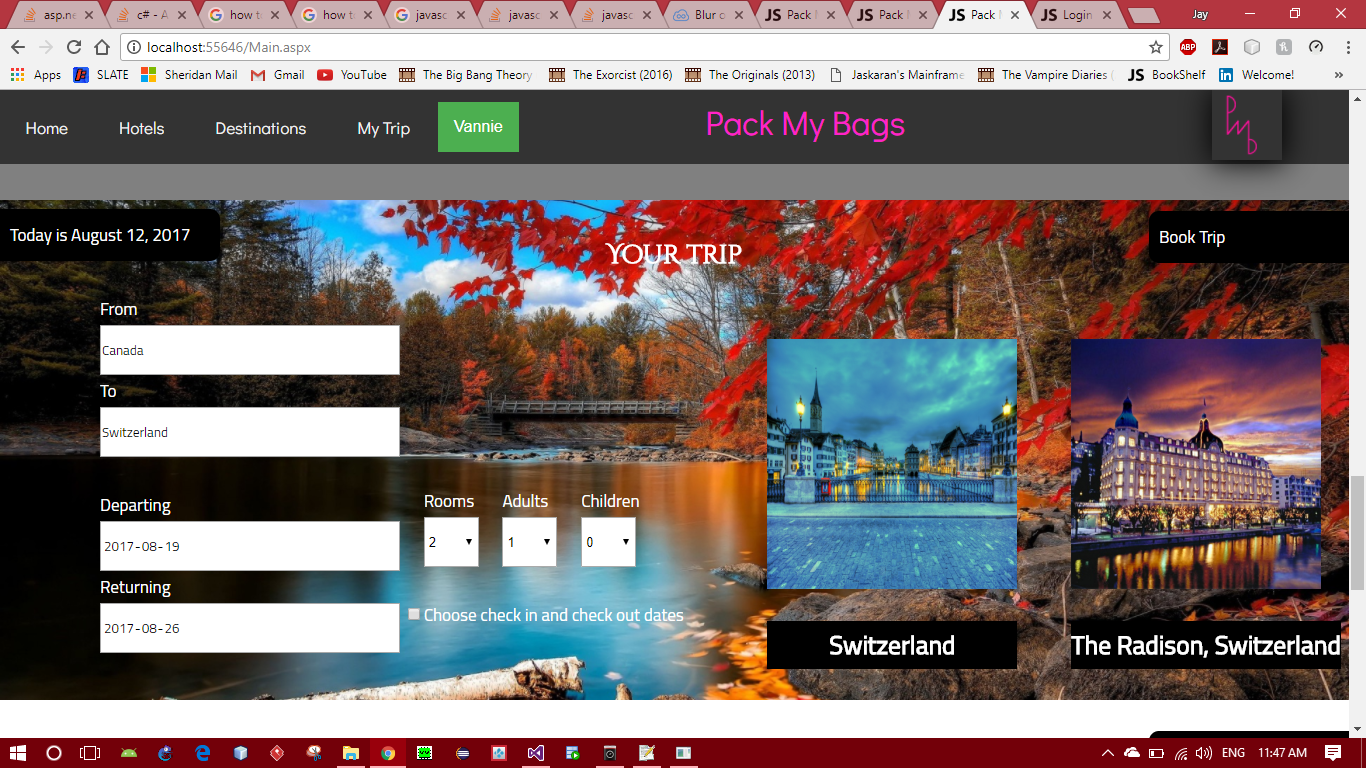 asp.ne
c# - A
how t
how t
javasc
javasc
javasc
Blur c
JS Pack
JS Pack
JS Pack
JS Login
Jay
localhost:55646/Main.aspx
ABP
Apps
SLATE
Sheridan Mail
Gmail
YouTube
The Big Bang Theory
The Exorcist (2016)
The Originals (2013)
Jaskaran's Mainframe
The Vampire Diaries (
JS BookShelf
in Welcome!
»
Home
Hotels
Destinations
My Trip
Vannie
Pack My Bags
PMB
Today is August 12, 2017
Your trip
Book Trip
From
Canada
To
Switzerland
Departing
2017-08-19
Rooms
Adults
Children
2
1
0
Returning
2017-08-26
Choose check in and check out dates
Switzerland
The Radison, Switzerland
ENG
11:47 AM